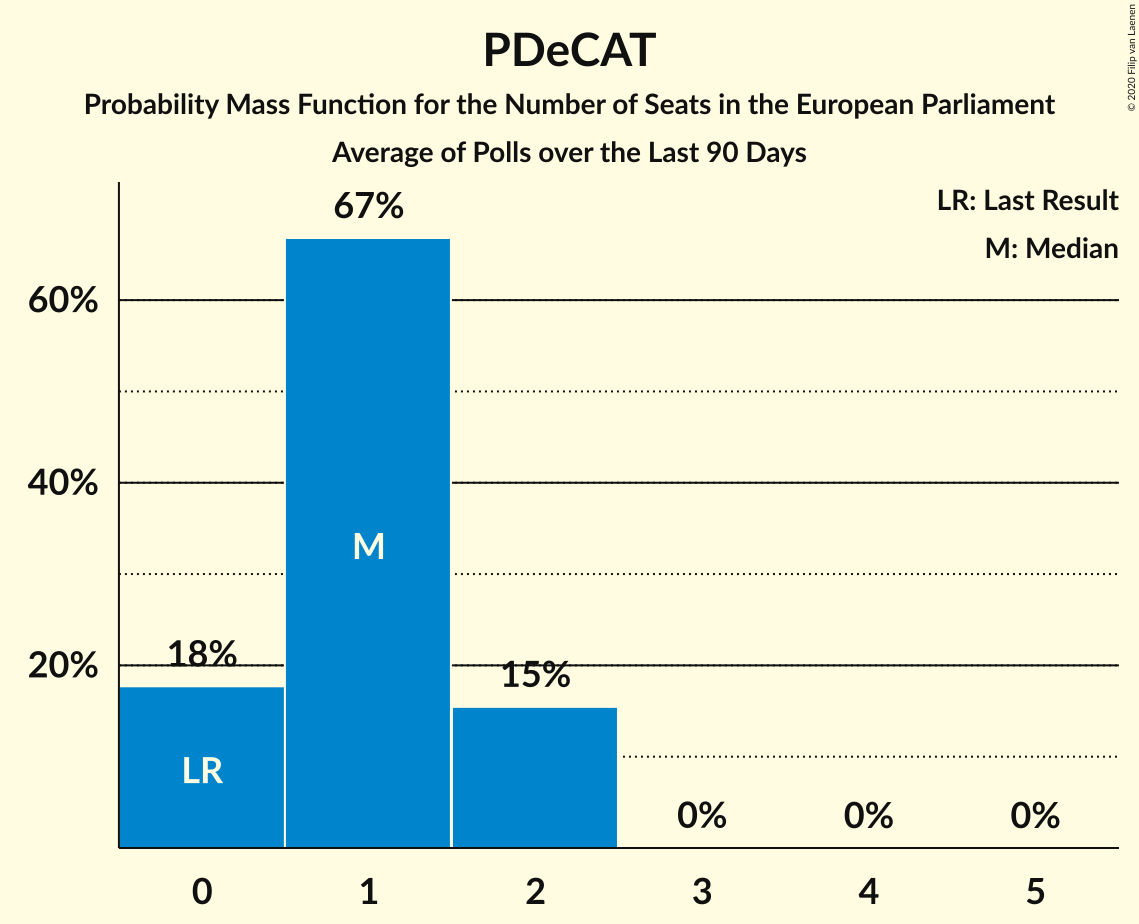 PDeCAT
Probability Mass Function for the Number of Seats in the European Parliament
Average of Polls over the Last 90 Days
© 2020 Filip van Laenen
LR: Last Result
M: Median
67%
60%
40%
M
18%
20%
15%
LR
0%
0%
0%
0
1
2
3
4
5